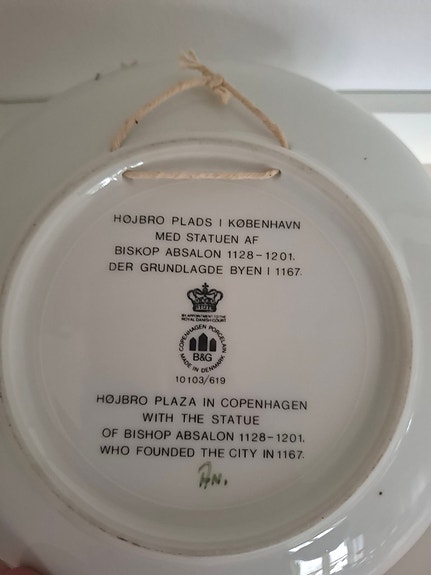 HØJBRO PLADS I KØBENHAVN
MED STATUEN AF
BISKOP ABSALON 1128-1201.
DER GRUNDLAGDE BYEN I 1167.
BY APPOINTMENT TO THE
ROYAL DANISH COURT
COPENHAGEN PORCELAIN
B&G
MADE IN DENMARK
10103/619
HØJBRO PLAZA IN COPENHAGEN
WITH THE STATUE
OF BISHOP ABSALON 1128-1201.
WHO FOUNDED THE CITY IN 1167.